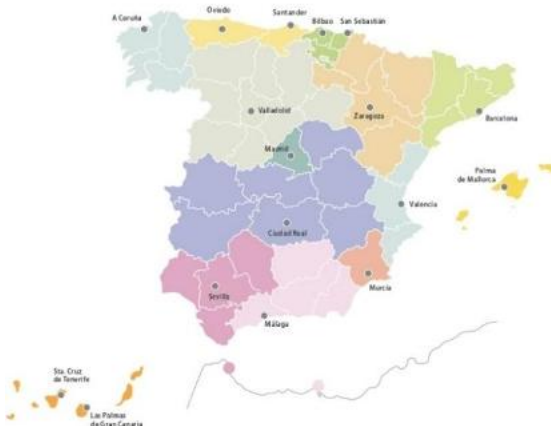 A Coruña
Oviedo
Santander
Bilbao
San Sebastián
Valladolid
Zaragoza
Barcelona
Madrid
Palma
de Mallorca
Valencia
Ciudad Real
Sevilla
Murcia
Málaga
Sta. Cruz
de Tenerife
Las Palmas
de Gran Canaria